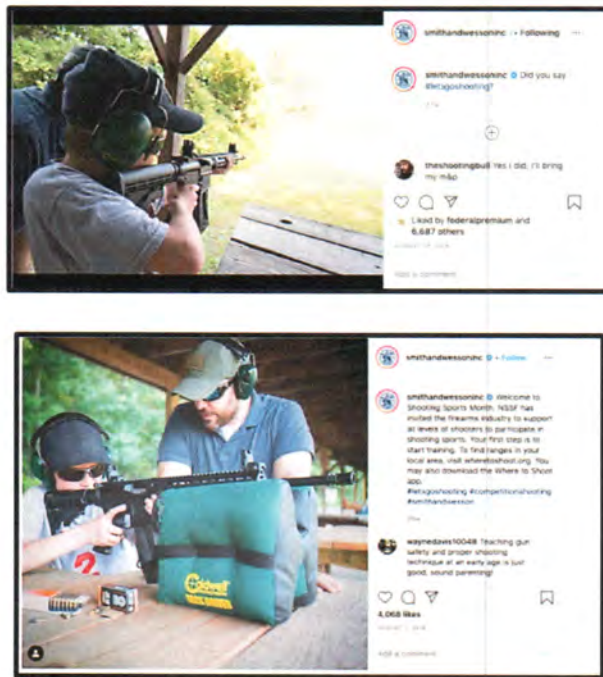 smithandwessoninc • Following
smithandwessoninc Did you say
#letsgoshooting?
theshootingbull Yes i did, I'll bring
my m&p
Liked by federalpremium and
6,687 others
Add a comment
smithandwessoninc • Follow
smithandwessoninc Welcome to
Shooting Sports Month. NSSF has
invited the firearms industry to support
all levels of shooters to participate in
shooting sports. Your first step is to
start training. To find ranges in your
local area, visit wheretoshoot.org. You
may also download the Where to Shoot
app.
#letsgoshooting #competitionshooting
#smithandwesson
waynedavis10048 Teaching gun
safety and proper shooting
technique at an early age is just
good, sound parenting!
4,068 likes
Add a comment
Caldwell